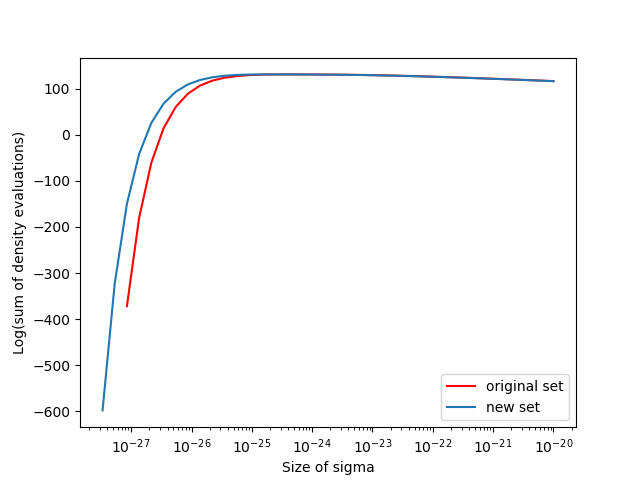 100
0
−100
−200
−300
−400
−500
−600
Log(sum of density evaluations)
10⁻²⁷ 10⁻²⁶ 10⁻²⁵ 10⁻²⁴ 10⁻²³ 10⁻²² 10⁻²¹ 10⁻²⁰
Size of sigma
original set
new set